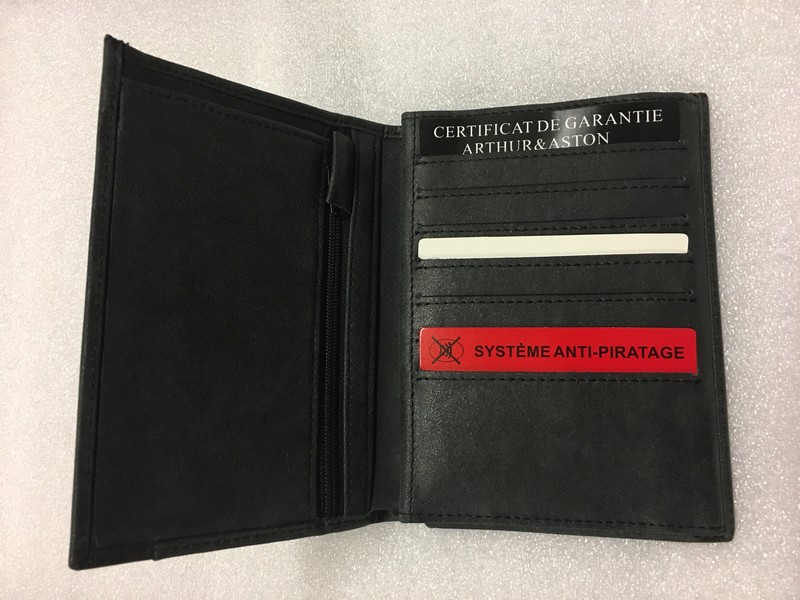 CERTIFICAT DE GARANTIE
ARTHUR&ASTON
SYSTÈME ANTI-PIRATAGE